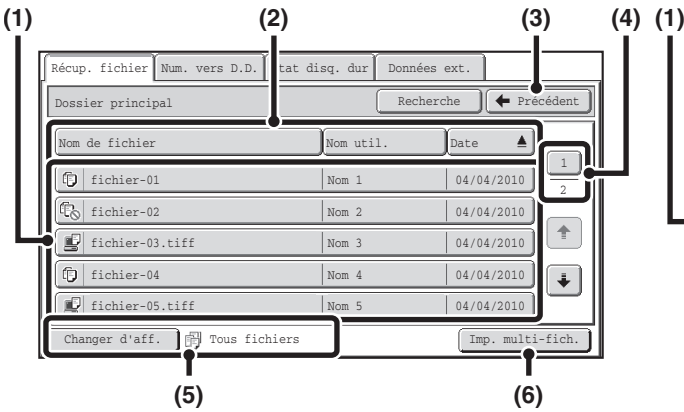 (1) (2) (3) (4) (1)
Récup. fichier Num. vers D.D. tat disq. dur Données ext.
Dossier principal Recherche Précédent
Nom de fichier Nom util. Date
1
2
fichier-01 Nom 1 04/04/2010
fichier-02 Nom 2 04/04/2010
fichier-03.tiff Nom 3 04/04/2010
fichier-04 Nom 4 04/04/2010
fichier-05.tiff Nom 5 04/04/2010
Changer d'aff. Tous fichiers Imp. multi-fich.
(5) (6)